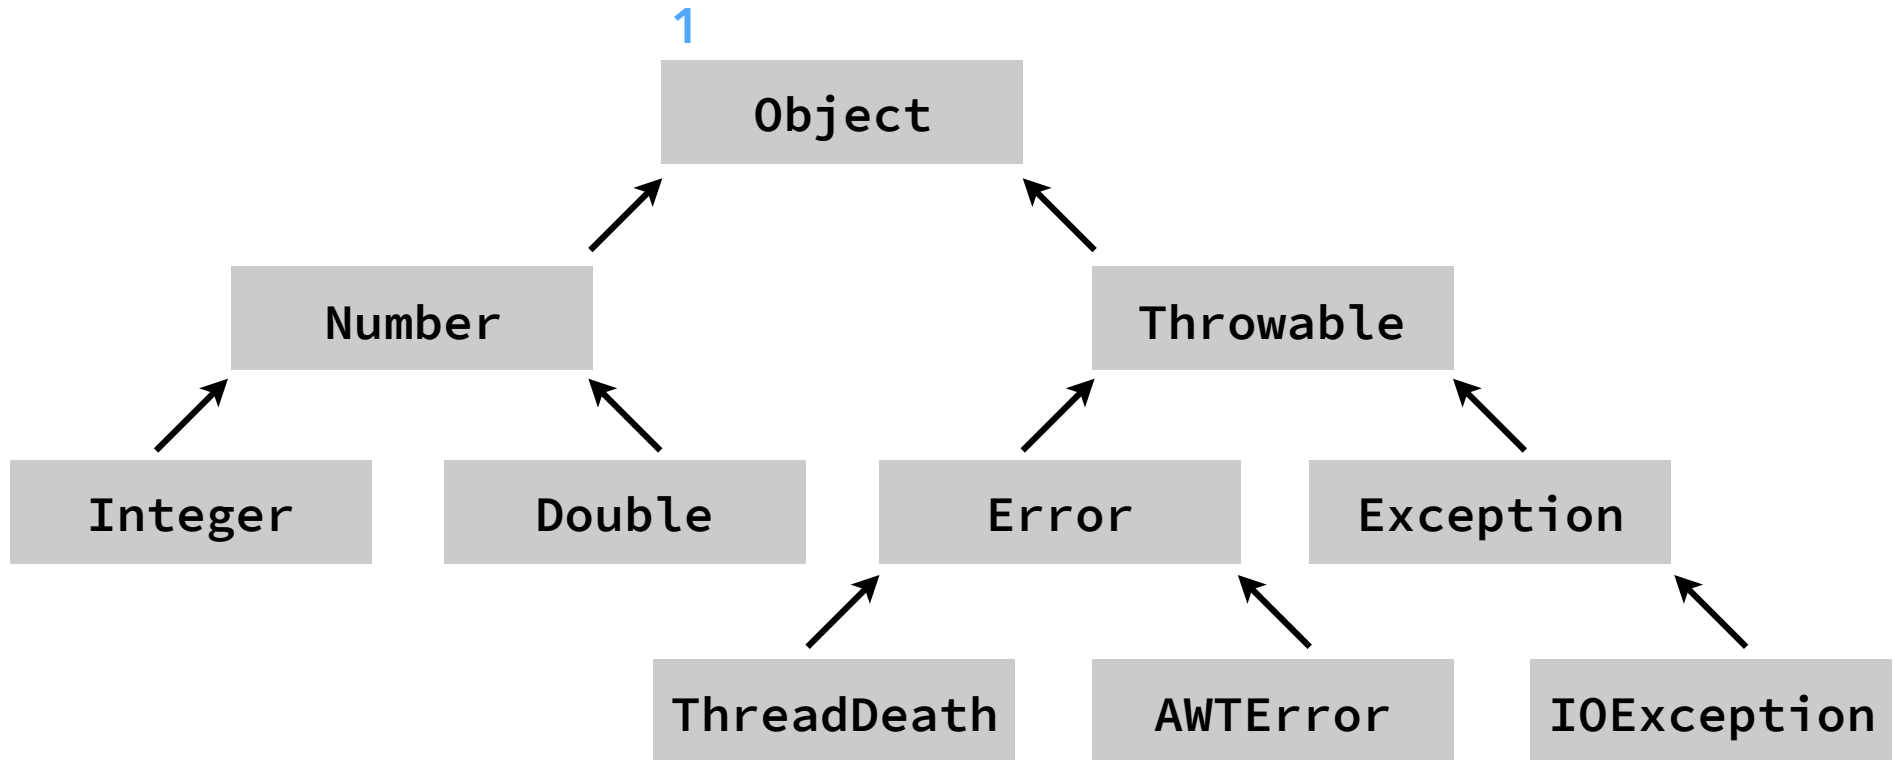 1
Object
Number
Throwable
Integer
Double
Error
Exception
ThreadDeath
AWTError
IOException